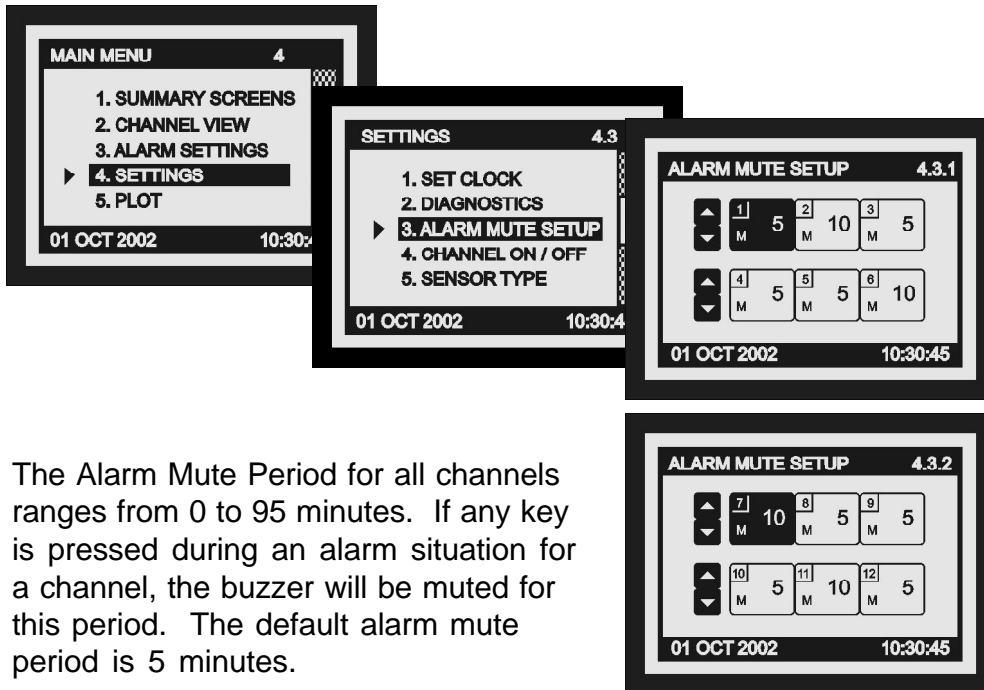 MAIN MENU 4
1. SUMMARY SCREENS
2. CHANNEL VIEW
3. ALARM SETTINGS
4. SETTINGS
5. PLOT
01 OCT 2002 10:30:4
SETTINGS 4.3
1. SET CLOCK
2. DIAGNOSTICS
3. ALARM MUTE SETUP
4. CHANNEL ON / OFF
5. SENSOR TYPE
01 OCT 2002 10:30:4
ALARM MUTE SETUP 4.3.1
1 M 5 2 M 10 3 M 5
4 M 5 5 M 5 6 M 10
01 OCT 2002 10:30:45
The Alarm Mute Period for all channels
ranges from 0 to 95 minutes. If any key
is pressed during an alarm situation for
a channel, the buzzer will be muted for
this period. The default alarm mute
period is 5 minutes.
ALARM MUTE SETUP 4.3.2
7 M 10 8 M 5 9 M 5
10 M 5 11 M 10 12 M 5
01 OCT 2002 10:30:45